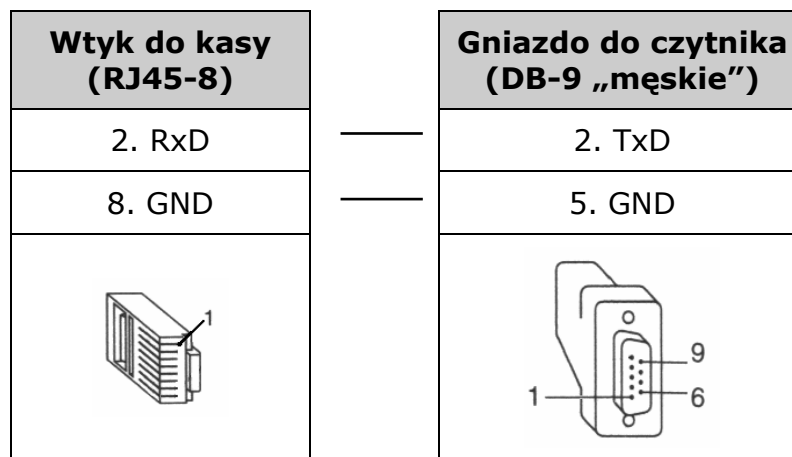 Wtyk do kasy
(RJ45-8)
Gniazdo do czytnika
(DB-9 „męskie”)
2. RxD
2. TxD
8. GND
5. GND
1
9
1
6